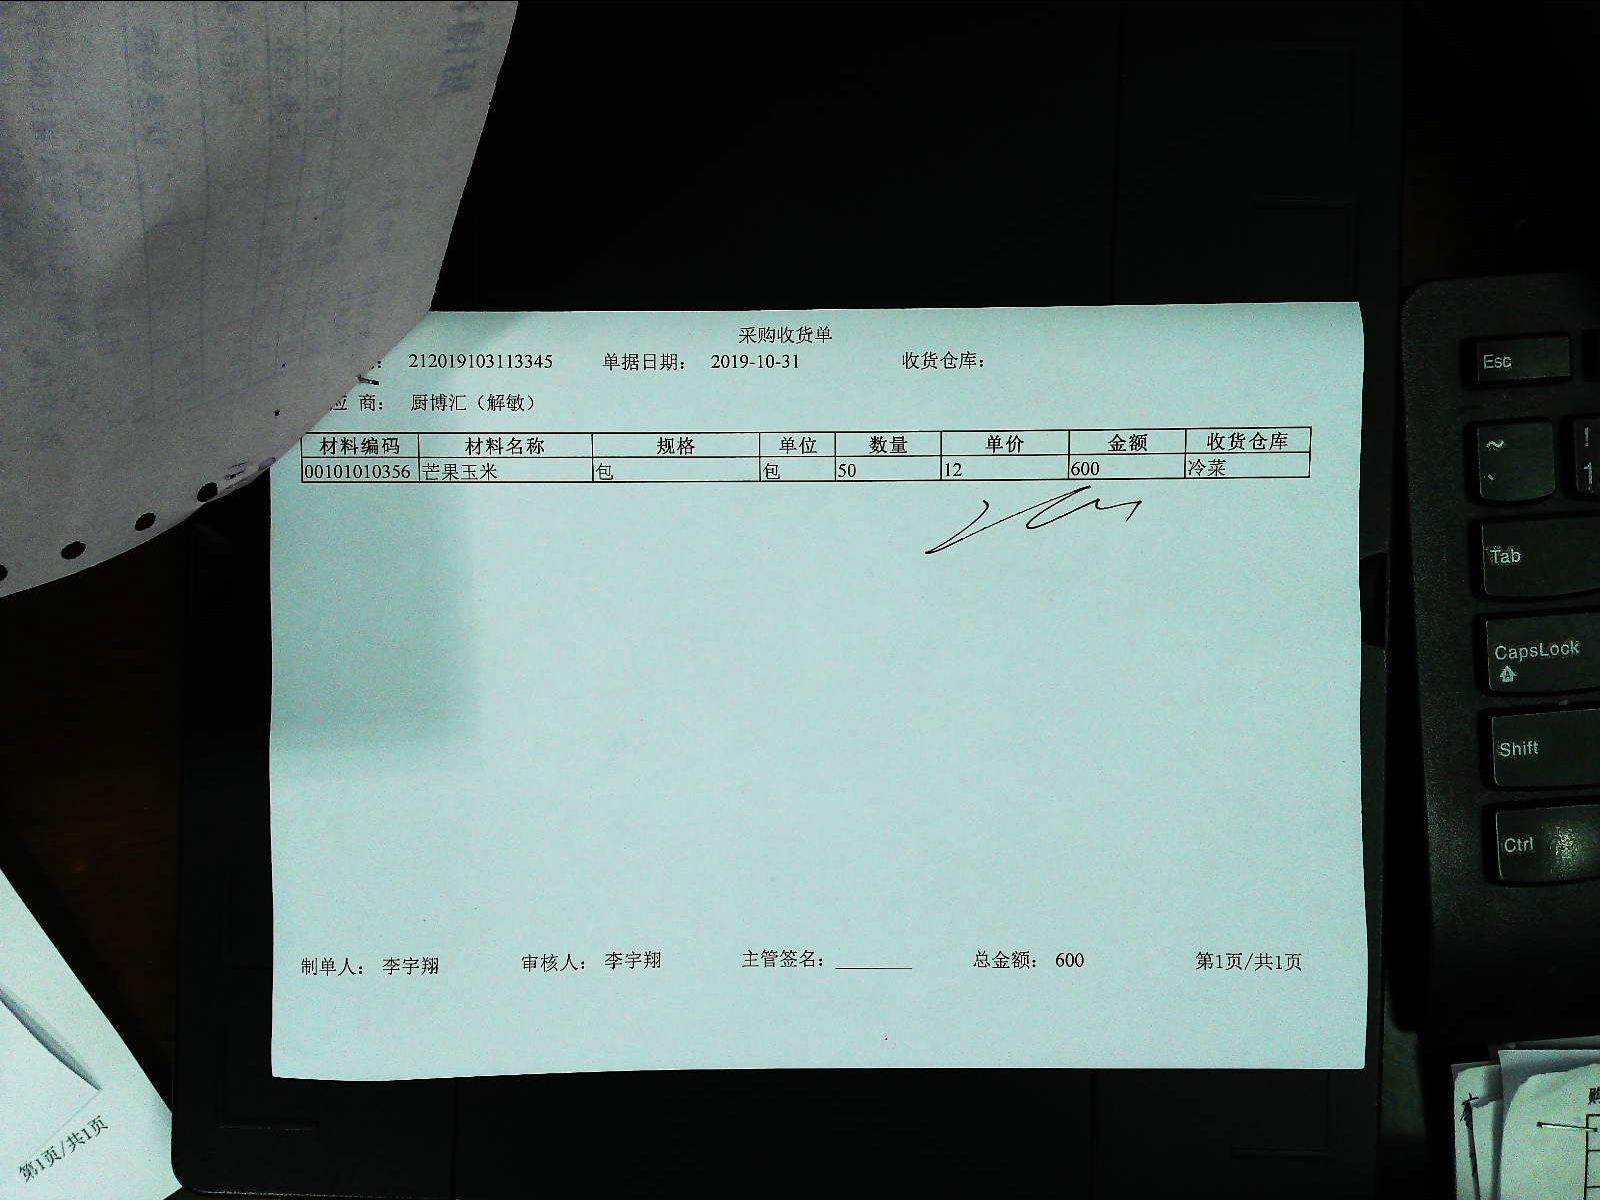 采购收货单
： 212019103113345 单据日期： 2019-10-31 收货仓库：
应 商： 厨博汇（解敏）
材料编码 材料名称 规格 单位 数量 单价 金额 收货仓库
00101010356 芒果玉米 包 包 50 12 600 冷菜
制单人： 李宇翔 审核人： 李宇翔 主管签名：________ 总金额： 600 第1页/共1页
第1页/共1页
Esc
~
`
!
1
Tab
CapsLock
Shift
Ctrl
购